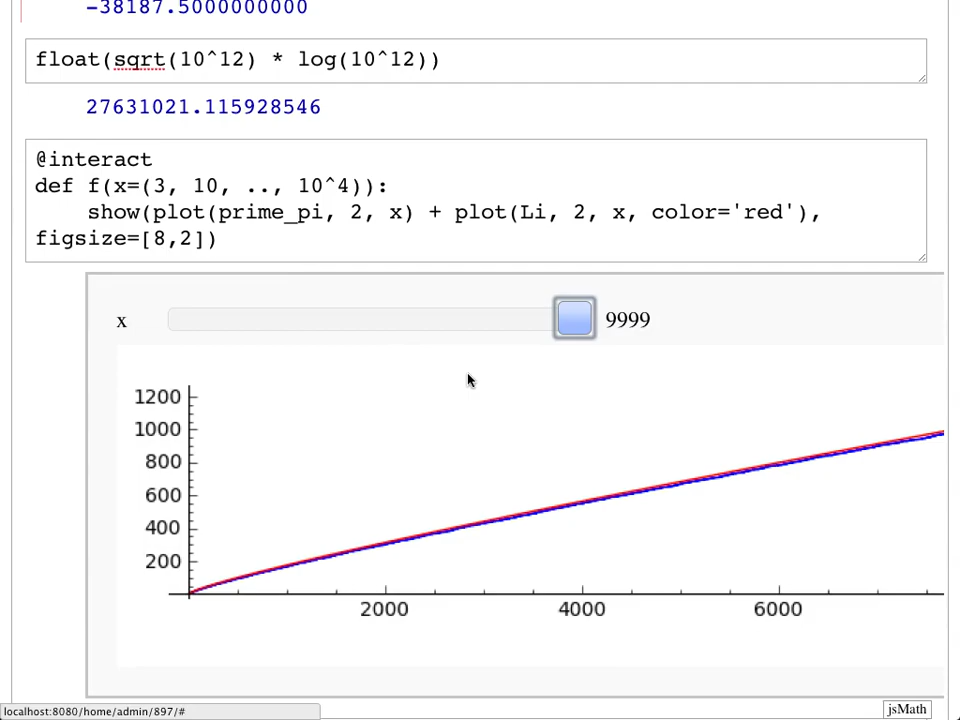 -38187.5000000000
float(sqrt(10^12) * log(10^12))
27631021.115928546
@interact
def f(x=(3, 10, .., 10^4)):
    show(plot(prime_pi, 2, x) + plot(Li, 2, x, color='red'),
figsize=[8,2])
x 9999
1200
1000
800
600
400
200
2000 4000 6000
localhost:8080/home/admin/897/#
jsMath